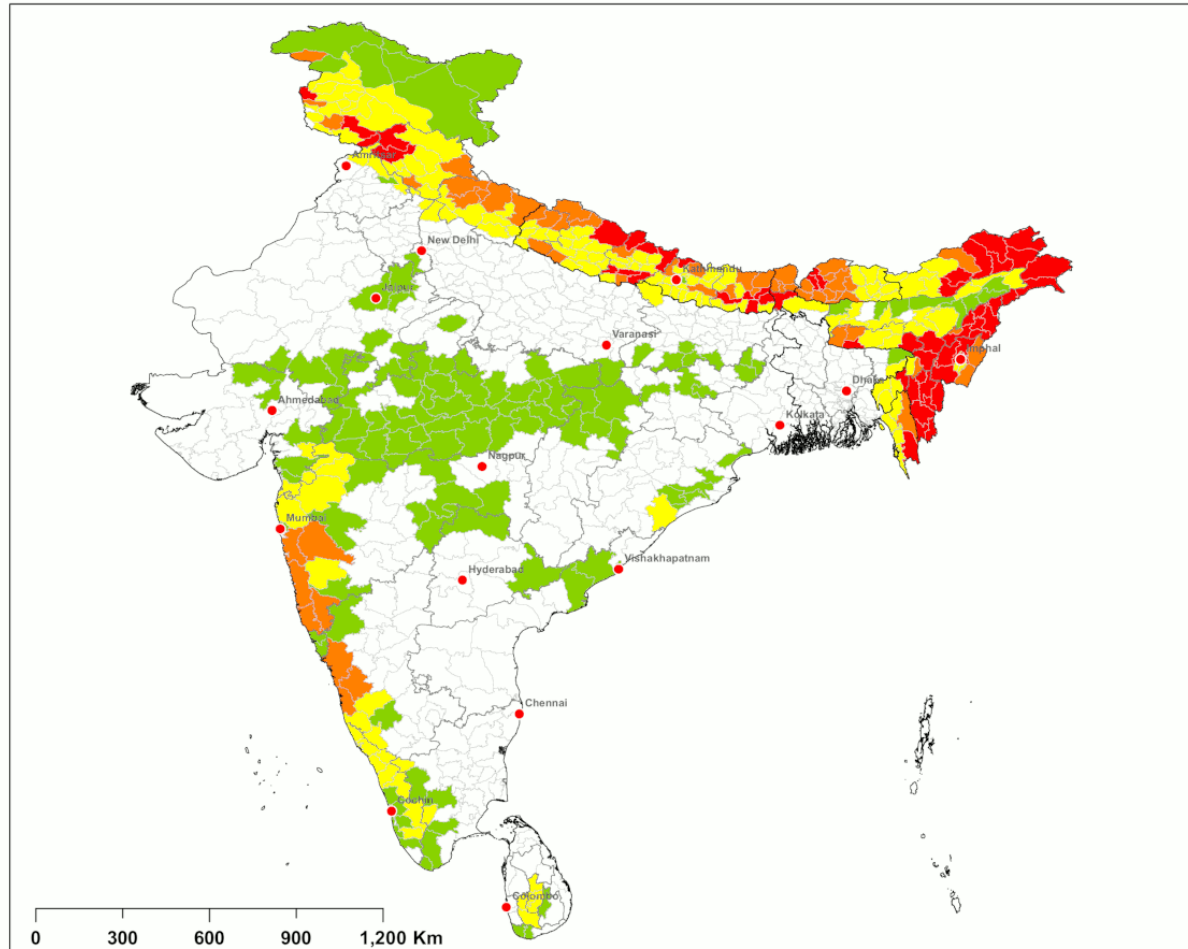 Amritsar
New Delhi
Jaipur
Kathmandu
Varanasi
Imphal
Dhaka
Ahmedabad
Kolkata
Nagpur
Mumbai
Vishakhapatnam
Hyderabad
Chennai
Cochin
Colombo
0 300 600 900 1,200 Km